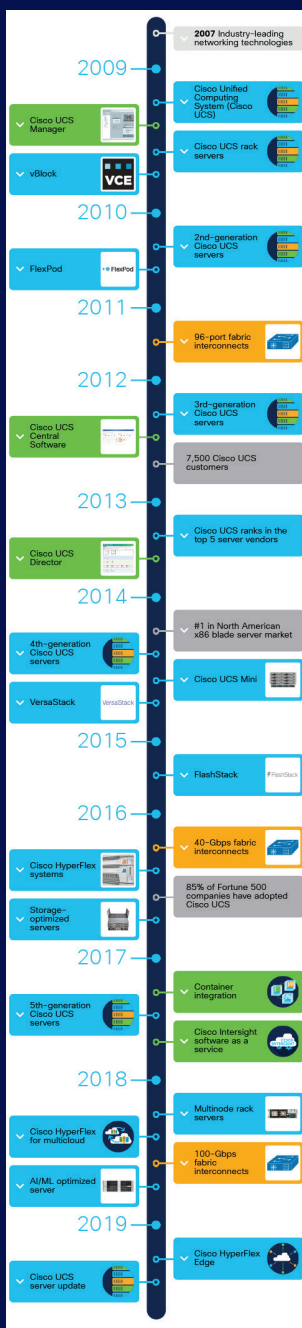 2007 Industry-leading
networking technologies
2009
Cisco Unified
Computing System (Cisco
UCS)
Cisco UCS
Manager
Cisco UCS rack
servers
vBlock
VCE
2010
2nd-generation
Cisco UCS
servers
FlexPod
FlexPod
2011
96-port fabric
interconnects
2012
3rd-generation
Cisco UCS
servers
Cisco UCS
Central
Software
7,500 Cisco UCS
customers
2013
Cisco UCS ranks in the
top 5 server vendors
Cisco UCS
Director
2014
#1 in North American
x86 blade server market
4th-generation
Cisco UCS
servers
Cisco UCS Mini
VersaStack
VersaStack
2015
FlashStack
FlashStack
2016
40-Gbps fabric
interconnects
Cisco HyperFlex
systems
85% of Fortune 500
companies have adopted
Cisco UCS
Storage-
optimized
servers
2017
Container
integration
5th-generation
Cisco UCS
servers
Cisco Intersight
software as a
service
2018
Multinode rack
servers
Cisco HyperFlex
for multicloud
100-Gbps
fabric
interconnects
AI/ML optimized
server
2019
Cisco HyperFlex
Edge
Cisco UCS
server update